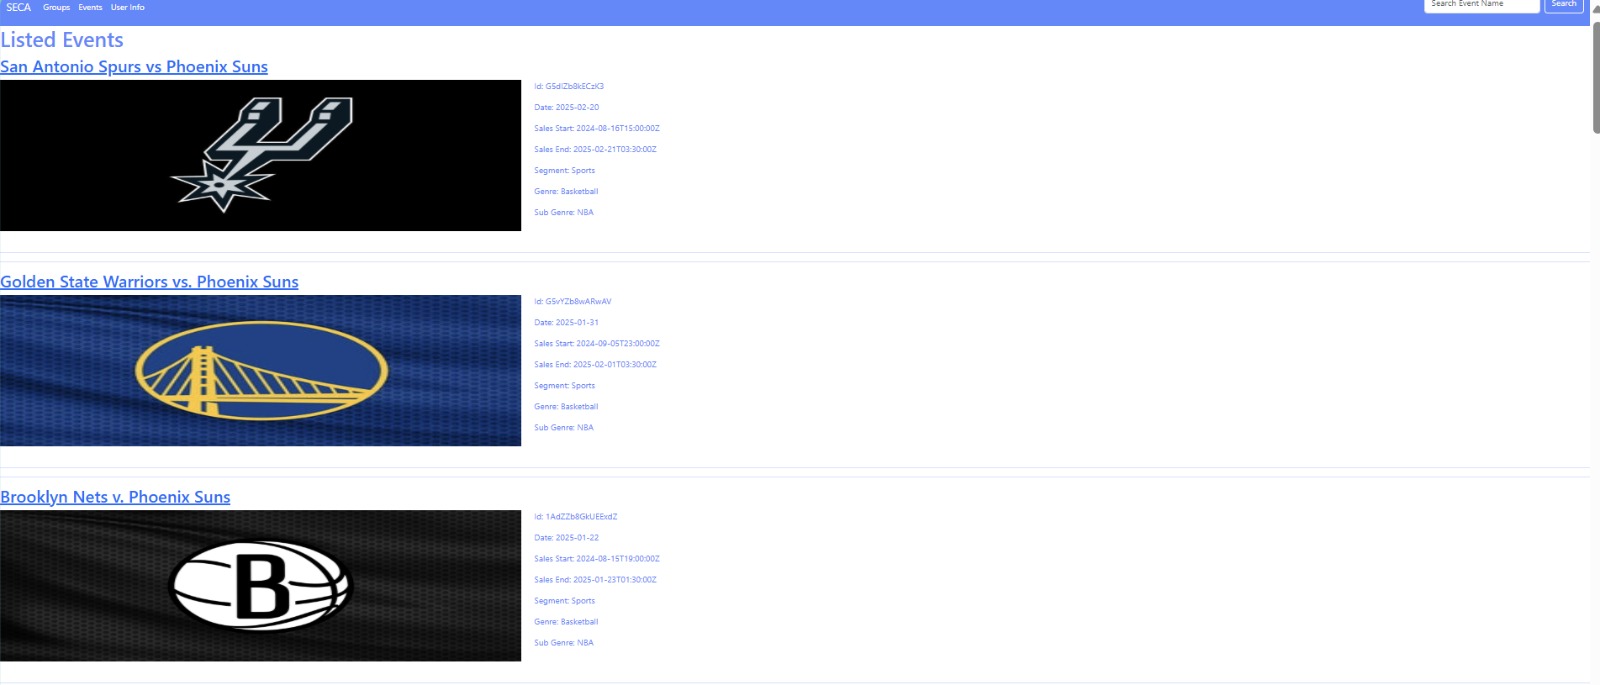 SECA Groups Events User Info Search Event Name Search
Listed Events
San Antonio Spurs vs Phoenix Suns
Id: G5dIZb8kECzK3
Date: 2025-02-20
Sales Start: 2024-08-16T15:00:00Z
Sales End: 2025-02-21T03:30:00Z
Segment: Sports
Genre: Basketball
Sub Genre: NBA
Golden State Warriors vs. Phoenix Suns
Id: G5vYZb8wARwAV
Date: 2025-01-31
Sales Start: 2024-09-05T23:00:00Z
Sales End: 2025-02-01T03:30:00Z
Segment: Sports
Genre: Basketball
Sub Genre: NBA
Brooklyn Nets v. Phoenix Suns
B
Id: 1AdZZb8GkUEExdZ
Date: 2025-01-22
Sales Start: 2024-08-15T19:00:00Z
Sales End: 2025-01-23T01:30:00Z
Segment: Sports
Genre: Basketball
Sub Genre: NBA